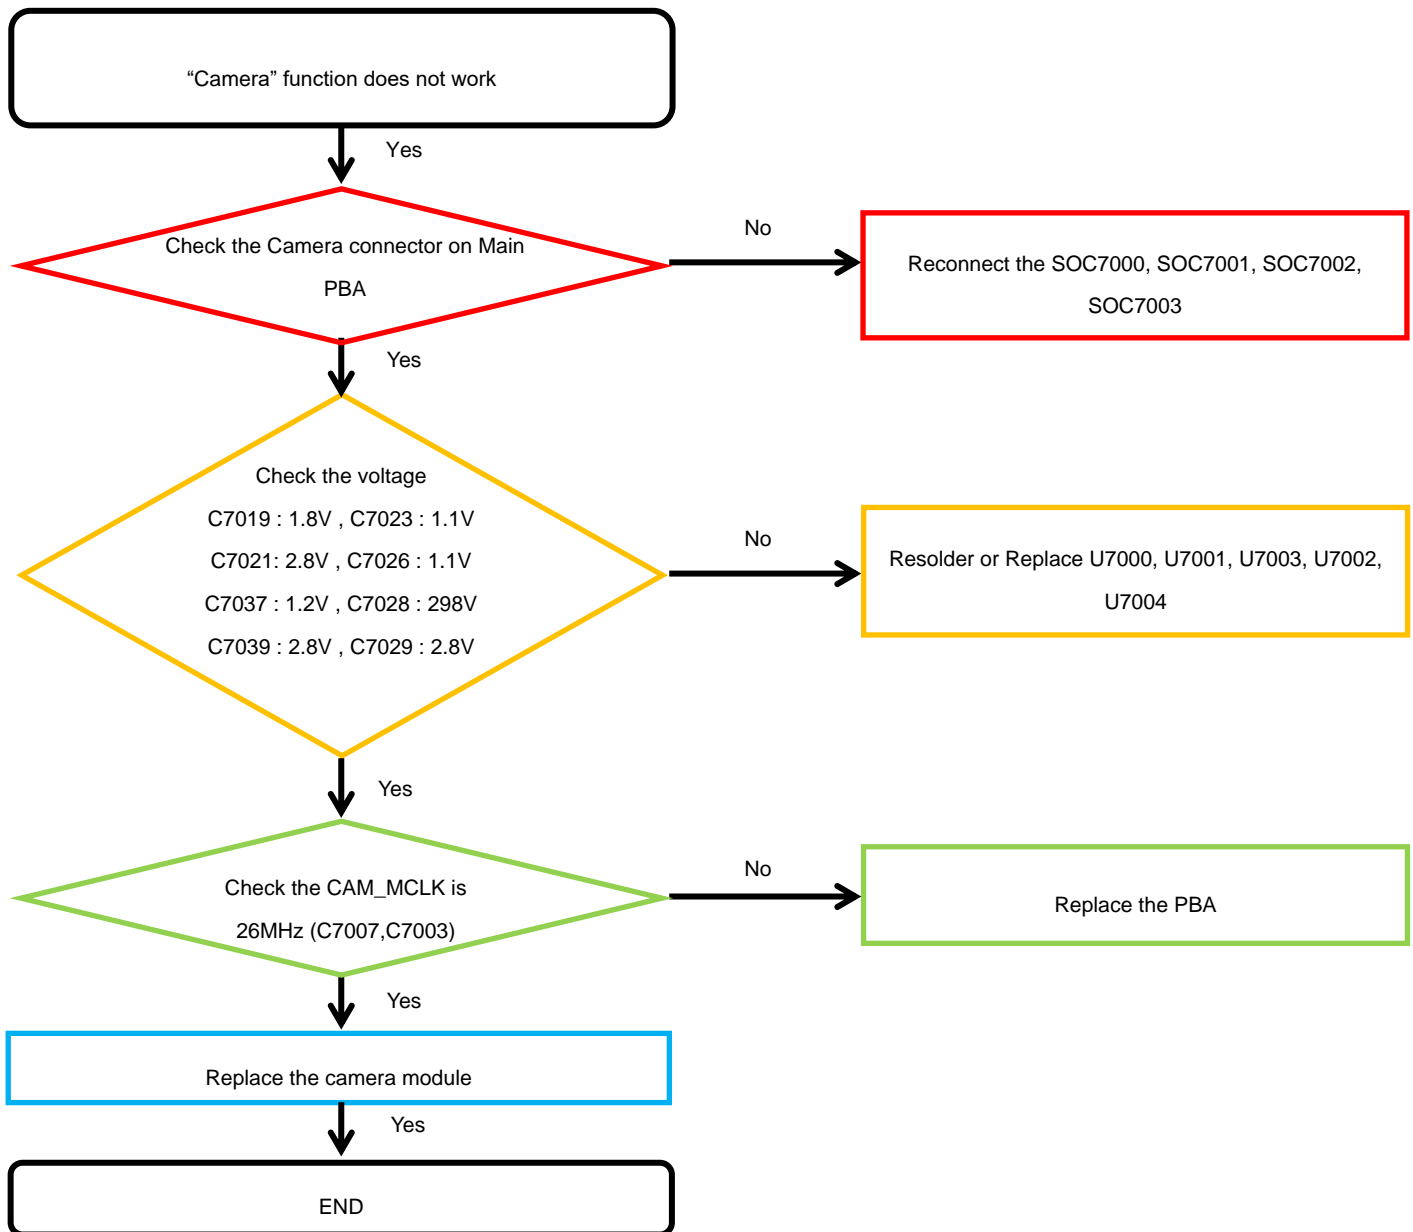 “Camera” function does not work
Yes
Check the Camera connector on Main
PBA
No
Reconnect the SOC7000, SOC7001, SOC7002,
SOC7003
Yes
Check the voltage
C7019 : 1.8V , C7023 : 1.1V
C7021: 2.8V , C7026 : 1.1V
C7037 : 1.2V , C7028 : 298V
C7039 : 2.8V , C7029 : 2.8V
No
Resolder or Replace U7000, U7001, U7003, U7002,
U7004
Yes
Check the CAM_MCLK is
26MHz (C7007,C7003)
No
Replace the PBA
Yes
Replace the camera module
Yes
END